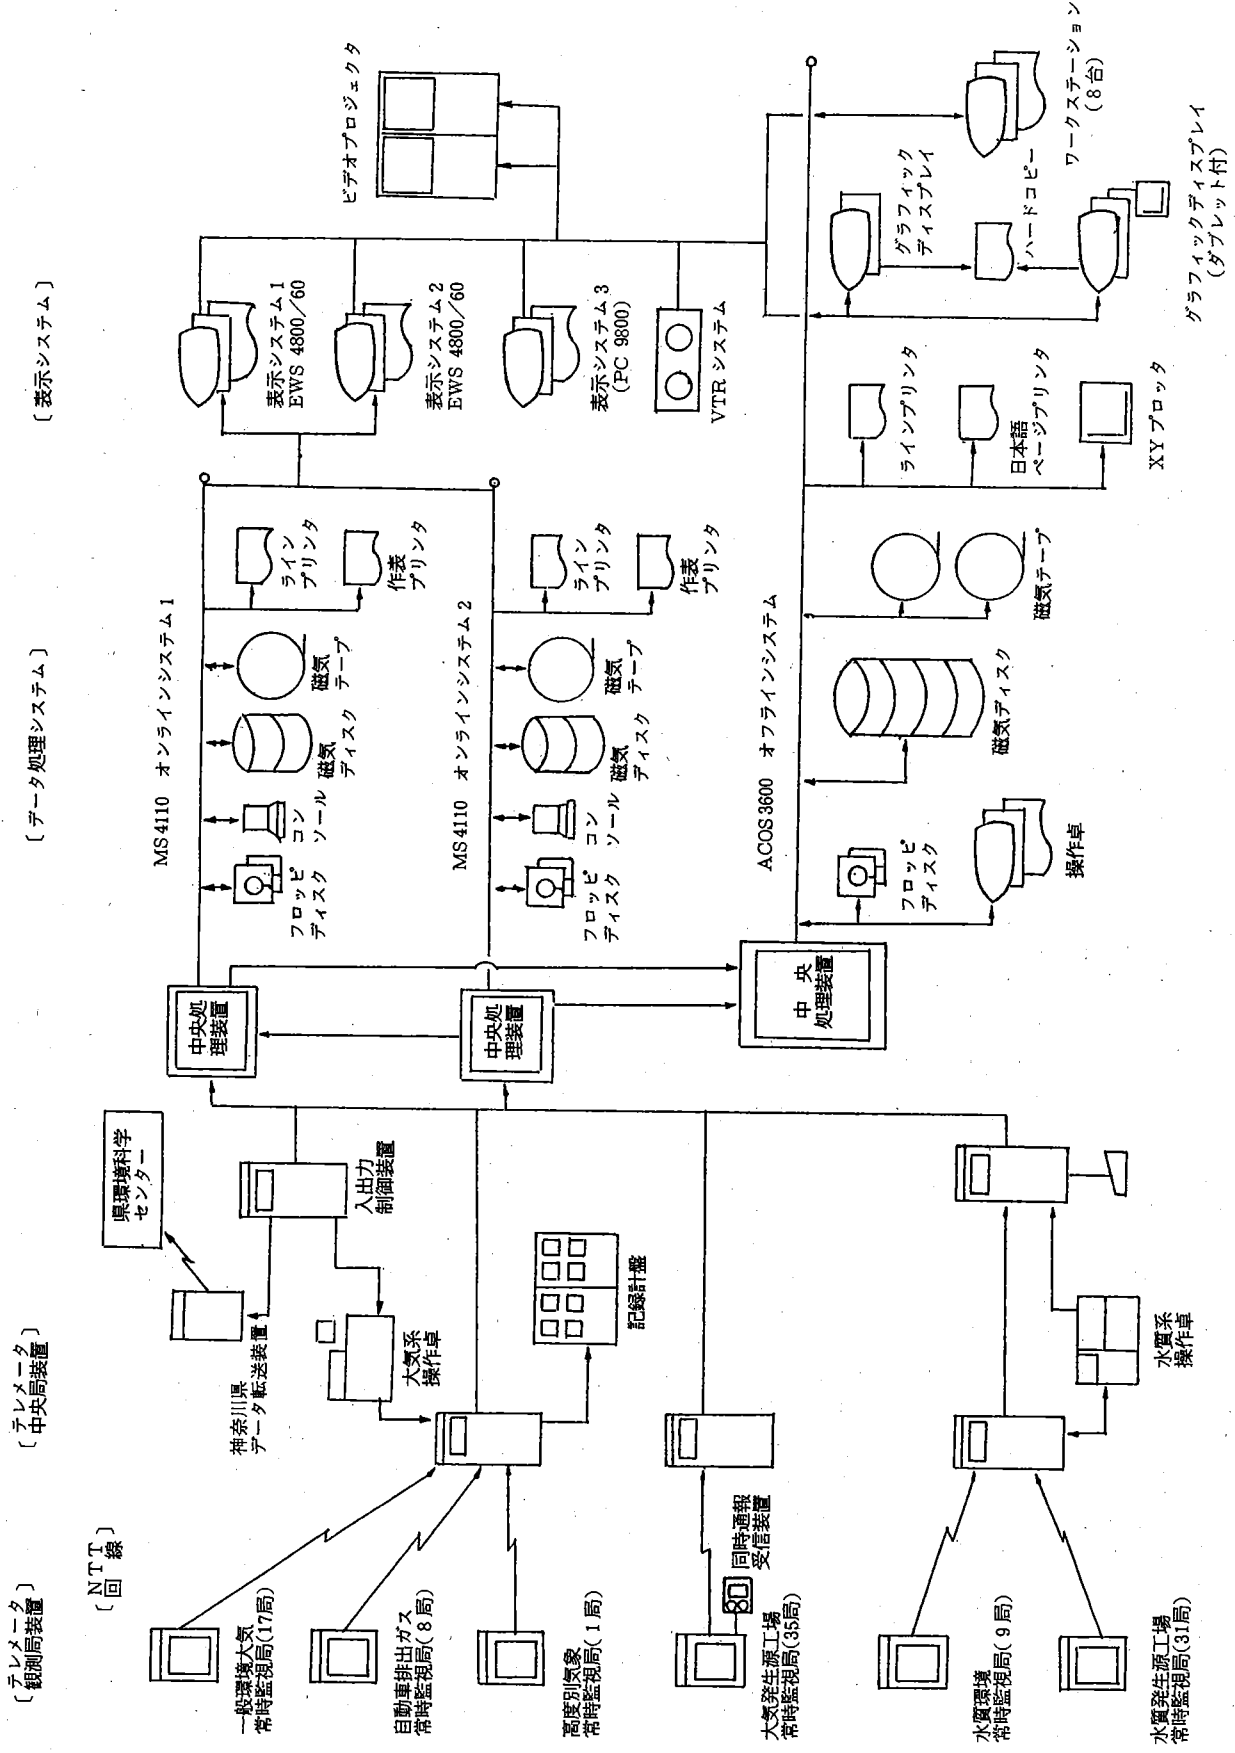 〔テレメータ
観測局装置〕
〔NTT
回線〕
〔テレメータ
中央局装置〕
〔データ処理システム〕
〔表示システム〕
一般環境大気
常時監視局(17局)
自動車排出ガス
常時監視局(8局)
高度別気象
常時監視局(1局)
同時通報
受信装置
大気発生源工場
常時監視局(35局)
水質環境
常時監視局(9局)
水質発生源工場
常時監視局(31局)
県環境科学
センター
神奈川県
データ転送装置
入出力
制御装置
大気系
操作卓
記録計盤
水質系
操作卓
中央処
理装置
MS4110 オンラインシステム1
フロッピ
ディスク
コン
ソール
磁気
ディスク
磁気
テープ
ライン
プリンタ
作表
プリンタ
中央処
理装置
MS4110 オンラインシステム2
フロッピ
ディスク
コン
ソール
磁気
ディスク
磁気
テープ
ライン
プリンタ
作表
プリンタ
中央
処理装置
ACOS3600 オフラインシステム
フロッピ
ディスク
操作卓
磁気ディスク
磁気テープ
ラインプリンタ
日本語
ページプリンタ
XYプロッタ
表示システム1
EWS 4800/60
表示システム2
EWS 4800/60
表示システム3
(PC 9800)
VTRシステム
ビデオプロジェクタ
グラフィック
ディスプレイ
ハードコピー
ワークステーション
(8台)
グラフィックディスプレイ
(タブレット付)